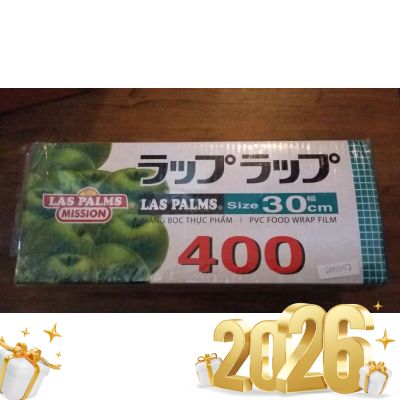 ラップラップ
LAS PALMS
MISSION
LAS PALMS® Size 30cm 幅
MÀNG BỌC THỰC PHẨM | PVC FOOD WRAP FILM
400
2026